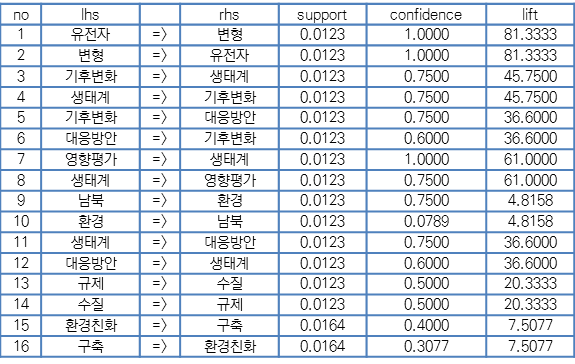 no lhs rhs support confidence lift
1 유전자 => 변형 0.0123 1.0000 81.3333
2 변형 => 유전자 0.0123 1.0000 81.3333
3 기후변화 => 생태계 0.0123 0.7500 45.7500
4 생태계 => 기후변화 0.0123 0.7500 45.7500
5 기후변화 => 대응방안 0.0123 0.7500 36.6000
6 대응방안 => 기후변화 0.0123 0.6000 36.6000
7 영향평가 => 생태계 0.0123 1.0000 61.0000
8 생태계 => 영향평가 0.0123 0.7500 61.0000
9 남북 => 환경 0.0123 0.7500 4.8158
10 환경 => 남북 0.0123 0.0789 4.8158
11 생태계 => 대응방안 0.0123 0.7500 36.6000
12 대응방안 => 생태계 0.0123 0.6000 36.6000
13 규제 => 수질 0.0123 0.5000 20.3333
14 수질 => 규제 0.0123 0.5000 20.3333
15 환경친화 => 구축 0.0164 0.4000 7.5077
16 구축 => 환경친화 0.0164 0.3077 7.5077